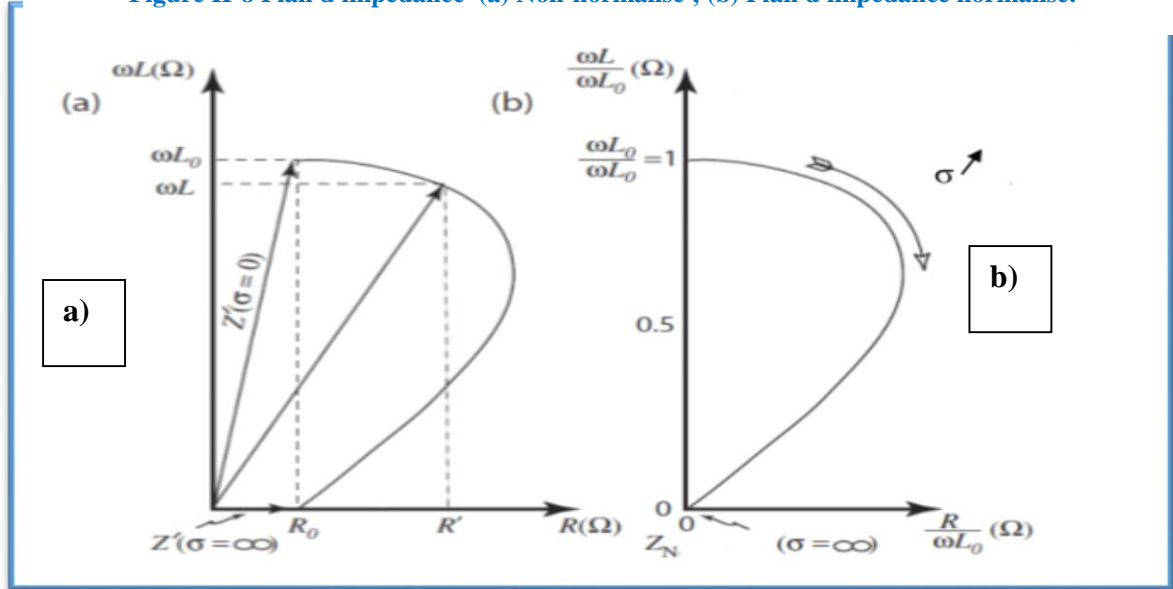 Figure II-8 Plan d'impédance (a) Non-normalisé ; (b) Plan d'impédance normalisé.
(a)
ωL(Ω)
ωL₀
ωL
Z'(σ = 0)
a)
Z'(σ = ∞)
R₀
R'
R(Ω)
(b)
ωL/ωL₀ (Ω)
ωL₀/ωL₀ = 1
σ
b)
0.5
0
0
Z_N
(σ = ∞)
R/ωL₀ (Ω)